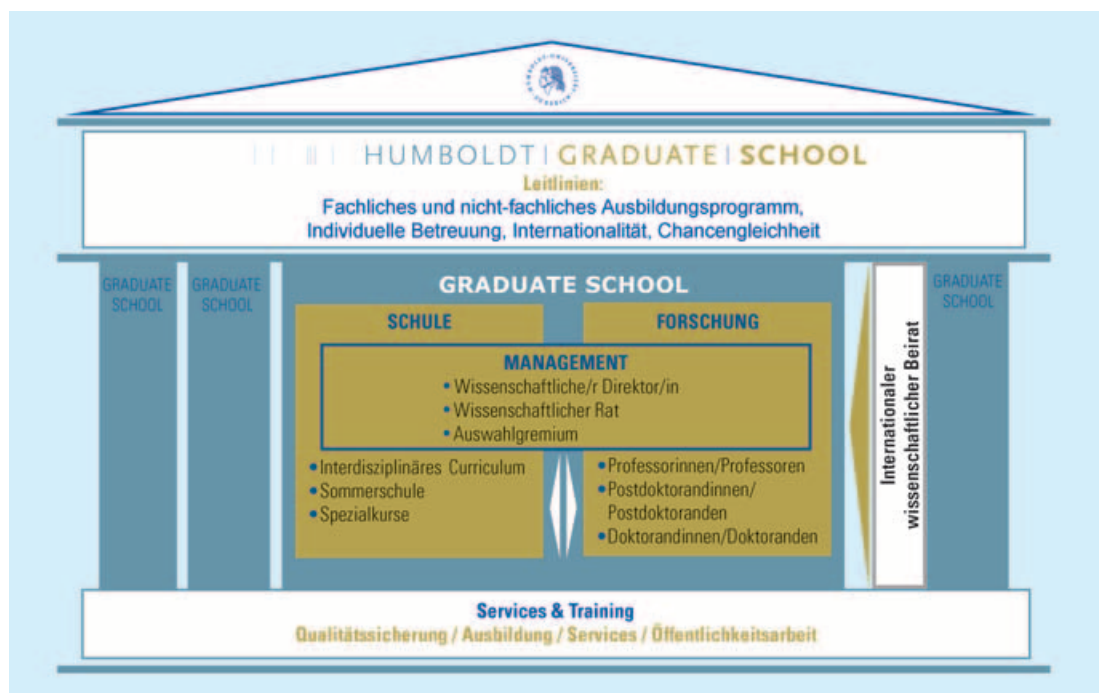 HUMBOLDT | GRADUATE | SCHOOL
Leitlinien:
Fachliches und nicht-fachliches Ausbildungsprogramm,
Individuelle Betreuung, Internationalität, Chancengleichheit
GRADUATE
SCHOOL
GRADUATE
SCHOOL
GRADUATE SCHOOL
SCHULE
FORSCHUNG
MANAGEMENT
• Wissenschaftliche/r Direktor/in
• Wissenschaftlicher Rat
• Auswahlgremium
• Interdisziplinäres Curriculum
• Sommerschule
• Spezialkurse
• Professorinnen/Professoren
• Postdoktorandinnen/
Postdoktoranden
• Doktorandinnen/Doktoranden
Internationaler
wissenschaftlicher Beirat
GRADUATE
SCHOOL
Services & Training
Qualitätssicherung / Ausbildung / Services / Öffentlichkeitsarbeit